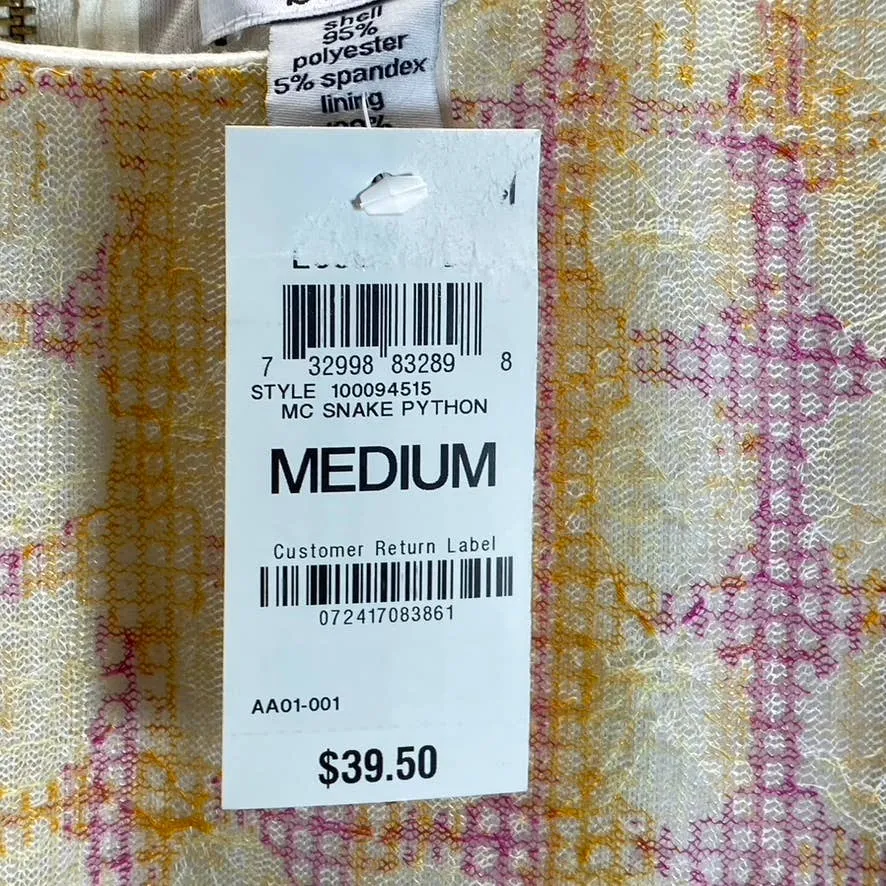 shell
95%
polyester
5% spandex
lining
100%
7 32998 83289 8
STYLE 100094515
MC SNAKE PYTHON
MEDIUM
Customer Return Label
072417083861
AA01-001
$39.50